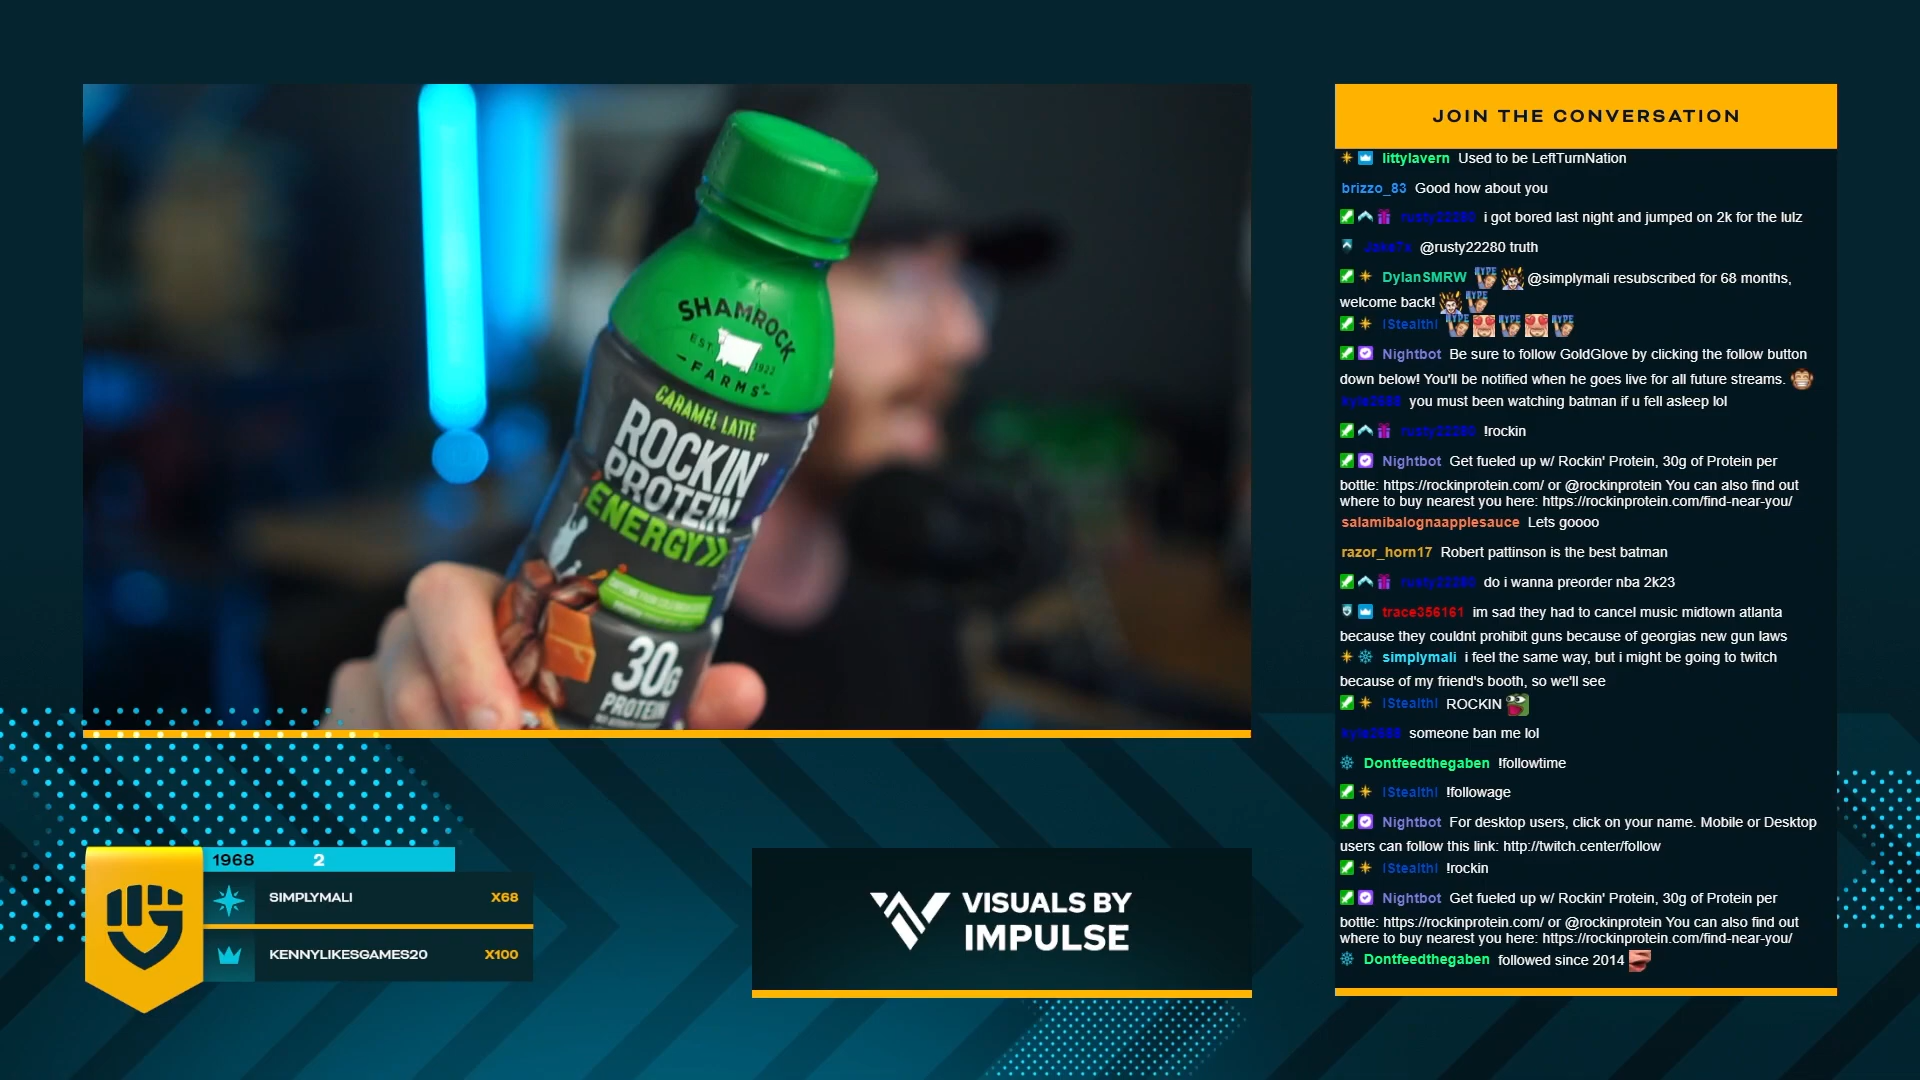 JOIN THE CONVERSATION
littylavern Used to be LeftTurnNation
brizzo_83 Good how about you
rusty22280 i got bored last night and jumped on 2k for the lulz
@rusty22280 truth
DylanSMRW @simplymali resubscribed for 68 months,
welcome back!
IStealthI
Nightbot Be sure to follow GoldGlove by clicking the follow button
down below! You'll be notified when he goes live for all future streams.
you must been watching batman if u fell asleep lol
rusty22280 !rockin
Nightbot Get fueled up w/ Rockin' Protein, 30g of Protein per
bottle: https://rockinprotein.com/ or @rockinprotein You can also find out
where to buy nearest you here: https://rockinprotein.com/find-near-you/
salamibalognaapplesauce Lets goooo
razor_horn17 Robert pattinson is the best batman
rusty22280 do i wanna preorder nba 2k23
trace356161 im sad they had to cancel music midtown atlanta
because they couldnt prohibit guns because of georgias new gun laws
simplymali i feel the same way, but i might be going to twitch
because of my friend's booth, so we'll see
IStealthI ROCKIN
someone ban me lol
Dontfeedthegaben !followtime
IStealthI !followage
Nightbot For desktop users, click on your name. Mobile or Desktop
users can follow this link: http://twitch.center/follow
IStealthI !rockin
Nightbot Get fueled up w/ Rockin' Protein, 30g of Protein per
bottle: https://rockinprotein.com/ or @rockinprotein You can also find out
where to buy nearest you here: https://rockinprotein.com/find-near-you/
Dontfeedthegaben followed since 2014
SHAMROCK
EST. 1922
FARMS
CARAMEL LATTE
ROCKIN'
PROTEIN
ENERGY
30G
PROTEIN
1968 2
SIMPLYMALI X68
KENNYLIKESGAMES20 X100
VISUALS BY
IMPULSE